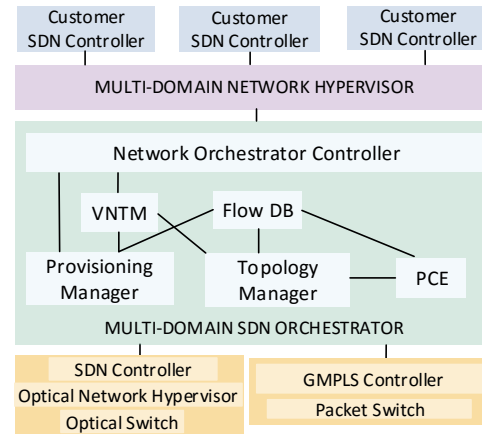 Customer
SDN Controller
Customer
SDN Controller
Customer
SDN Controller
MULTI-DOMAIN NETWORK HYPERVISOR
Network Orchestrator Controller
VNTM
Flow DB
Provisioning
Manager
Topology
Manager
PCE
MULTI-DOMAIN SDN ORCHESTRATOR
SDN Controller
Optical Network Hypervisor
Optical Switch
GMPLS Controller
Packet Switch